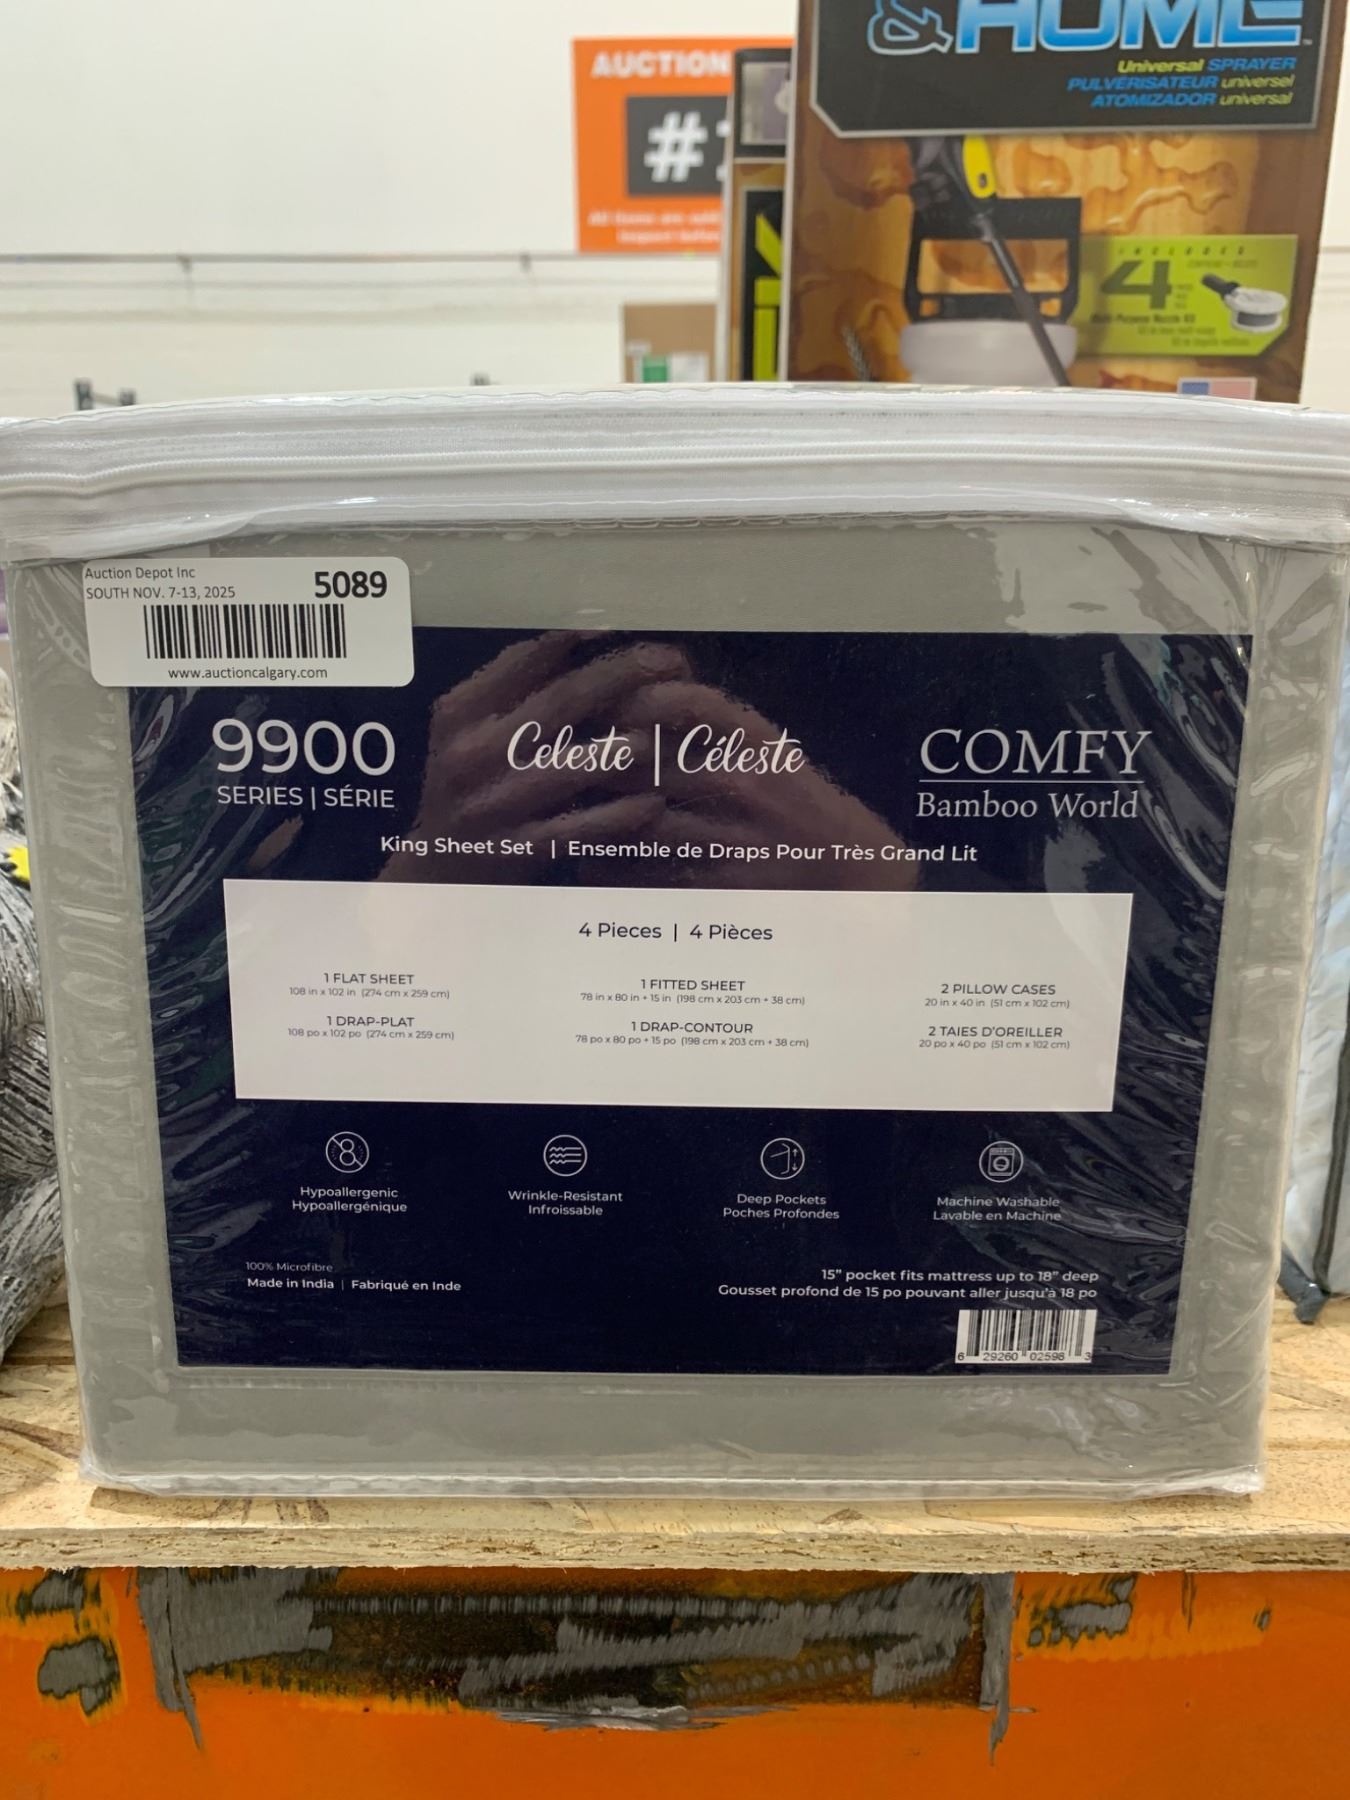 & HOME
Universal SPRAYER
PULVÉRISATEUR universel
ATOMIZADOR universal
AUCTION
#
INCLUDED
4
Multi-Purpose Nozzle Kit
Auction Depot Inc
SOUTH NOV. 7-13, 2025
5089
www.auctioncalgary.com
9900
SERIES | SÉRIE
Celeste | Céleste
COMFY
Bamboo World
King Sheet Set | Ensemble de Draps Pour Très Grand Lit
4 Pieces | 4 Pièces
1 FLAT SHEET
108 in x 102 in (274 cm x 259 cm)
1 DRAP-PLAT
108 po x 102 po (274 cm x 259 cm)
1 FITTED SHEET
78 in x 80 in + 15 in (198 cm x 203 cm + 38 cm)
1 DRAP-CONTOUR
78 po x 80 po + 15 po (198 cm x 203 cm + 38 cm)
2 PILLOW CASES
20 in x 40 in (51 cm x 102 cm)
2 TAIES D'OREILLER
20 po x 40 po (51 cm x 102 cm)
Hypoallergenic
Hypoallergénique
Wrinkle-Resistant
Infroissable
Deep Pockets
Poches Profondes
Machine Washable
Lavable en Machine
100% Microfibre
Made in India | Fabriqué en Inde
15" pocket fits mattress up to 18" deep
Gousset profond de 15 po pouvant aller jusqu'à 18 po
6 29260 02598 3